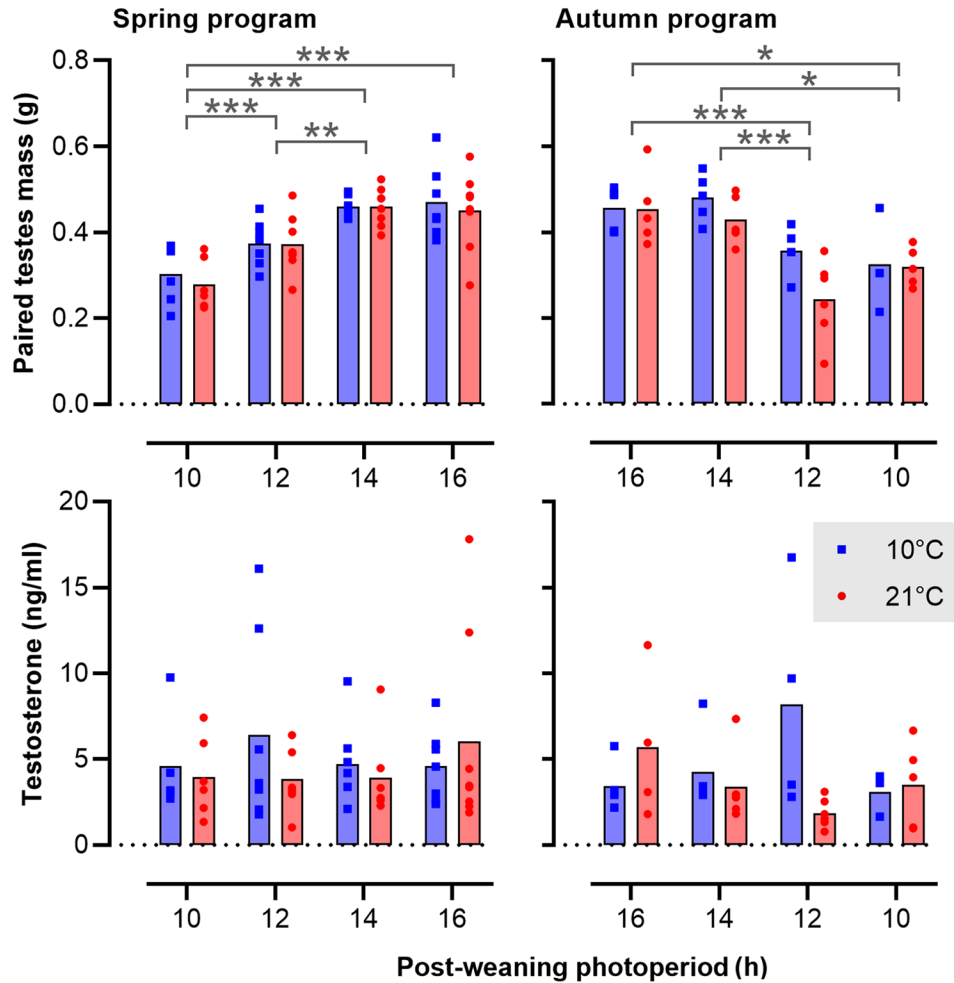 Spring program
Autumn program
Paired testes mass (g)
0.8
0.6
0.4
0.2
0.0
***
***
***
**
*
*
***
***
10 12 14 16
16 14 12 10
Testosterone (ng/ml)
20
15
10
5
0
10°C
21°C
10 12 14 16
16 14 12 10
Post-weaning photoperiod (h)